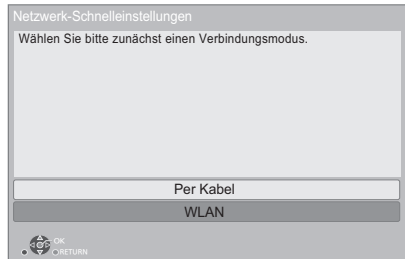 Netzwerk-Schnelleinstellungen
Wählen Sie bitte zunächst einen Verbindungsmodus.
Per Kabel
WLAN
OK
RETURN